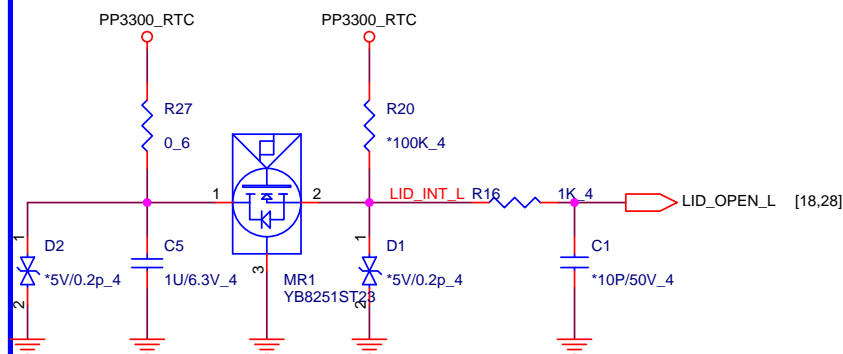 PP3300_RTC
PP3300_RTC
R27
0_6
R20
*100K_4
1
2
LID_INT_L
R16
1K_4
LID_OPEN_L [18,28]
1
D2
*5V/0.2p_4
2
C5
1U/6.3V_4
3
MR1
YB8251ST23
1
D1
*5V/0.2p_4
2
C1
*10P/50V_4